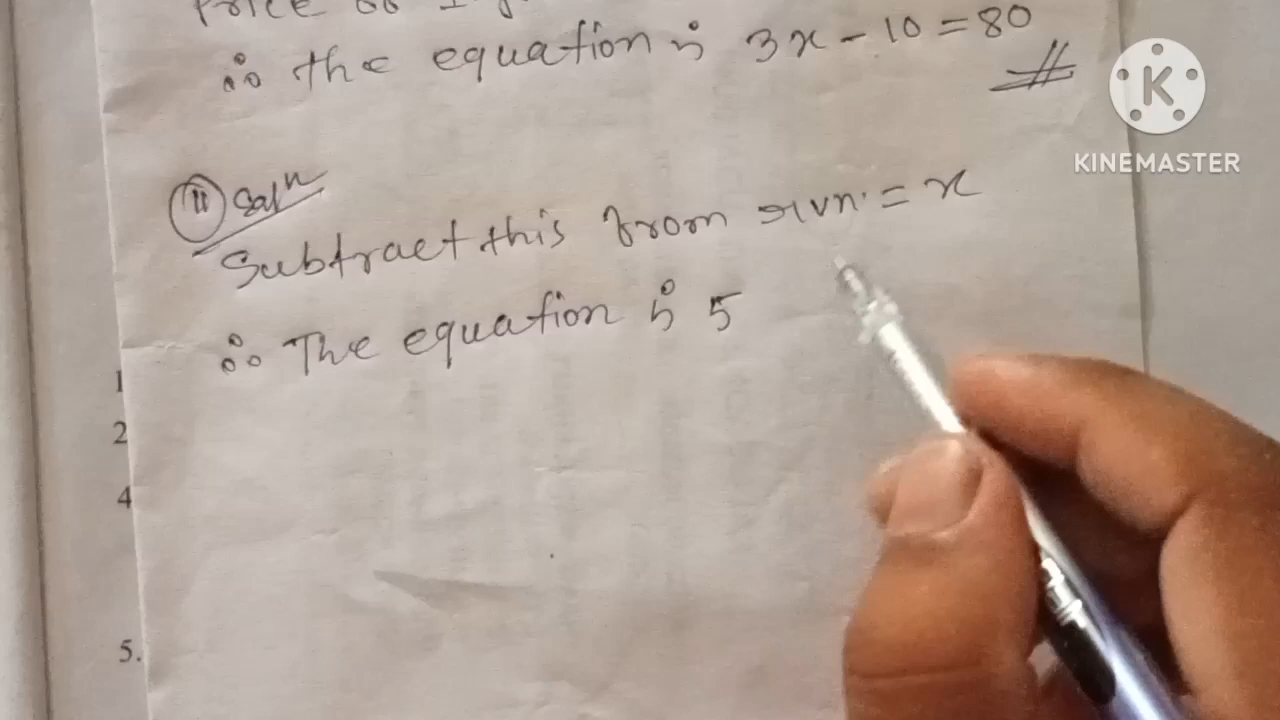 Price
∴ the equation is 3x - 10 = 80
K
KINEMASTER
ii Solⁿ
Subtract this from = x
∴ The equation is 5
1
2
4
5.